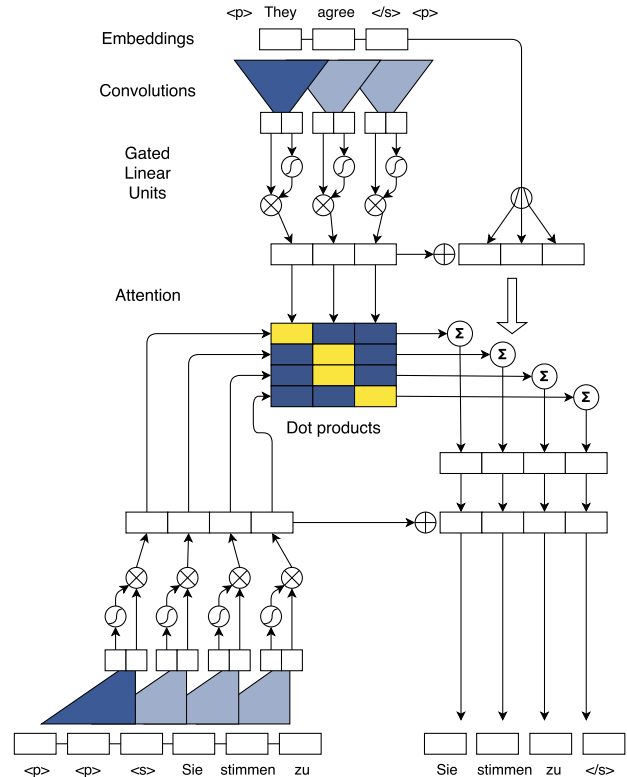 <p> They agree </s> <p>
Embeddings
Convolutions
Gated
Linear
Units
Attention
Σ
Σ
Σ
Σ
Dot products
<p> <p> <s> Sie stimmen zu
Sie stimmen zu </s>